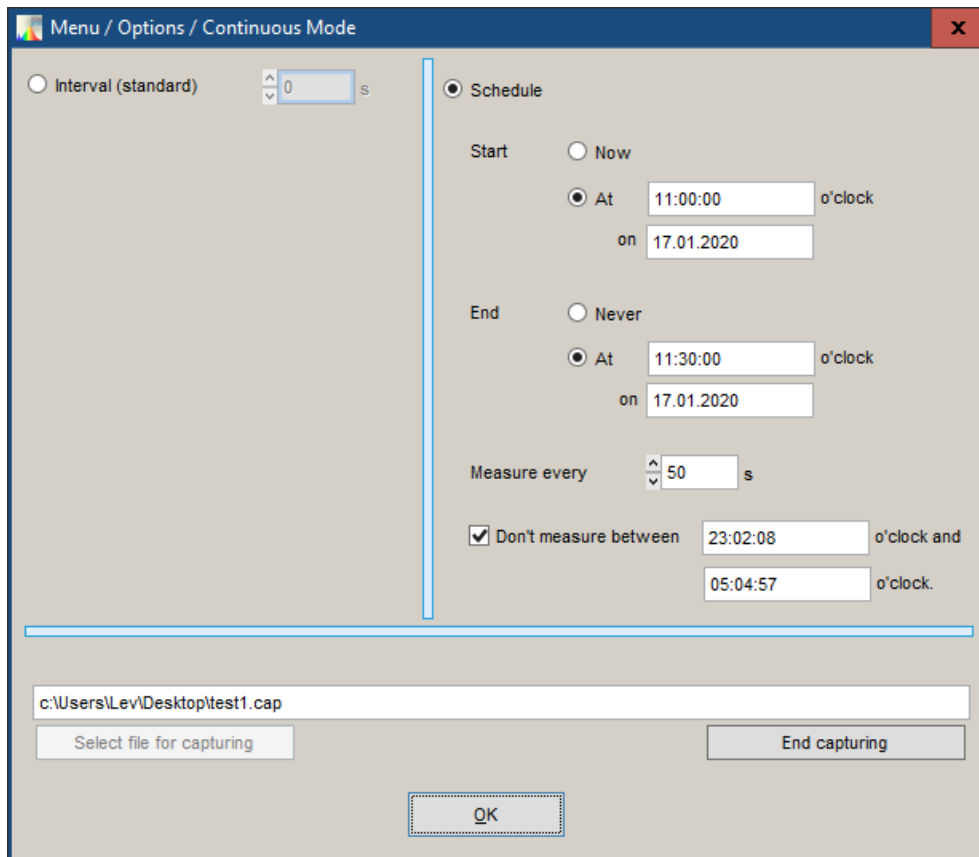 Menu / Options / Continuous Mode
x
Interval (standard) 0 s
Schedule
Start Now
At 11:00:00 o'clock
on 17.01.2020
End Never
At 11:30:00 o'clock
on 17.01.2020
Measure every 50 s
Don't measure between 23:02:08 o'clock and
05:04:57 o'clock.
c:\Users\Lev\Desktop\test1.cap
Select file for capturing End capturing
OK